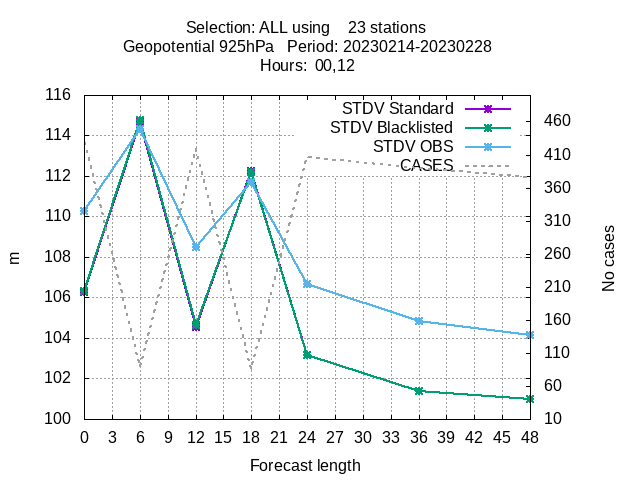 Selection: ALL using    23 stations
Geopotential 925hPa   Period: 20230214-20230228
Hours:  00,12
STDV Standard
STDV Blacklisted
STDV OBS
CASES
116
114
112
110
108
106
104
102
100
m
460
410
360
310
260
210
160
110
60
10
No cases
0 3 6 9 12 15 18 21 24 27 30 33 36 39 42 45 48
Forecast length